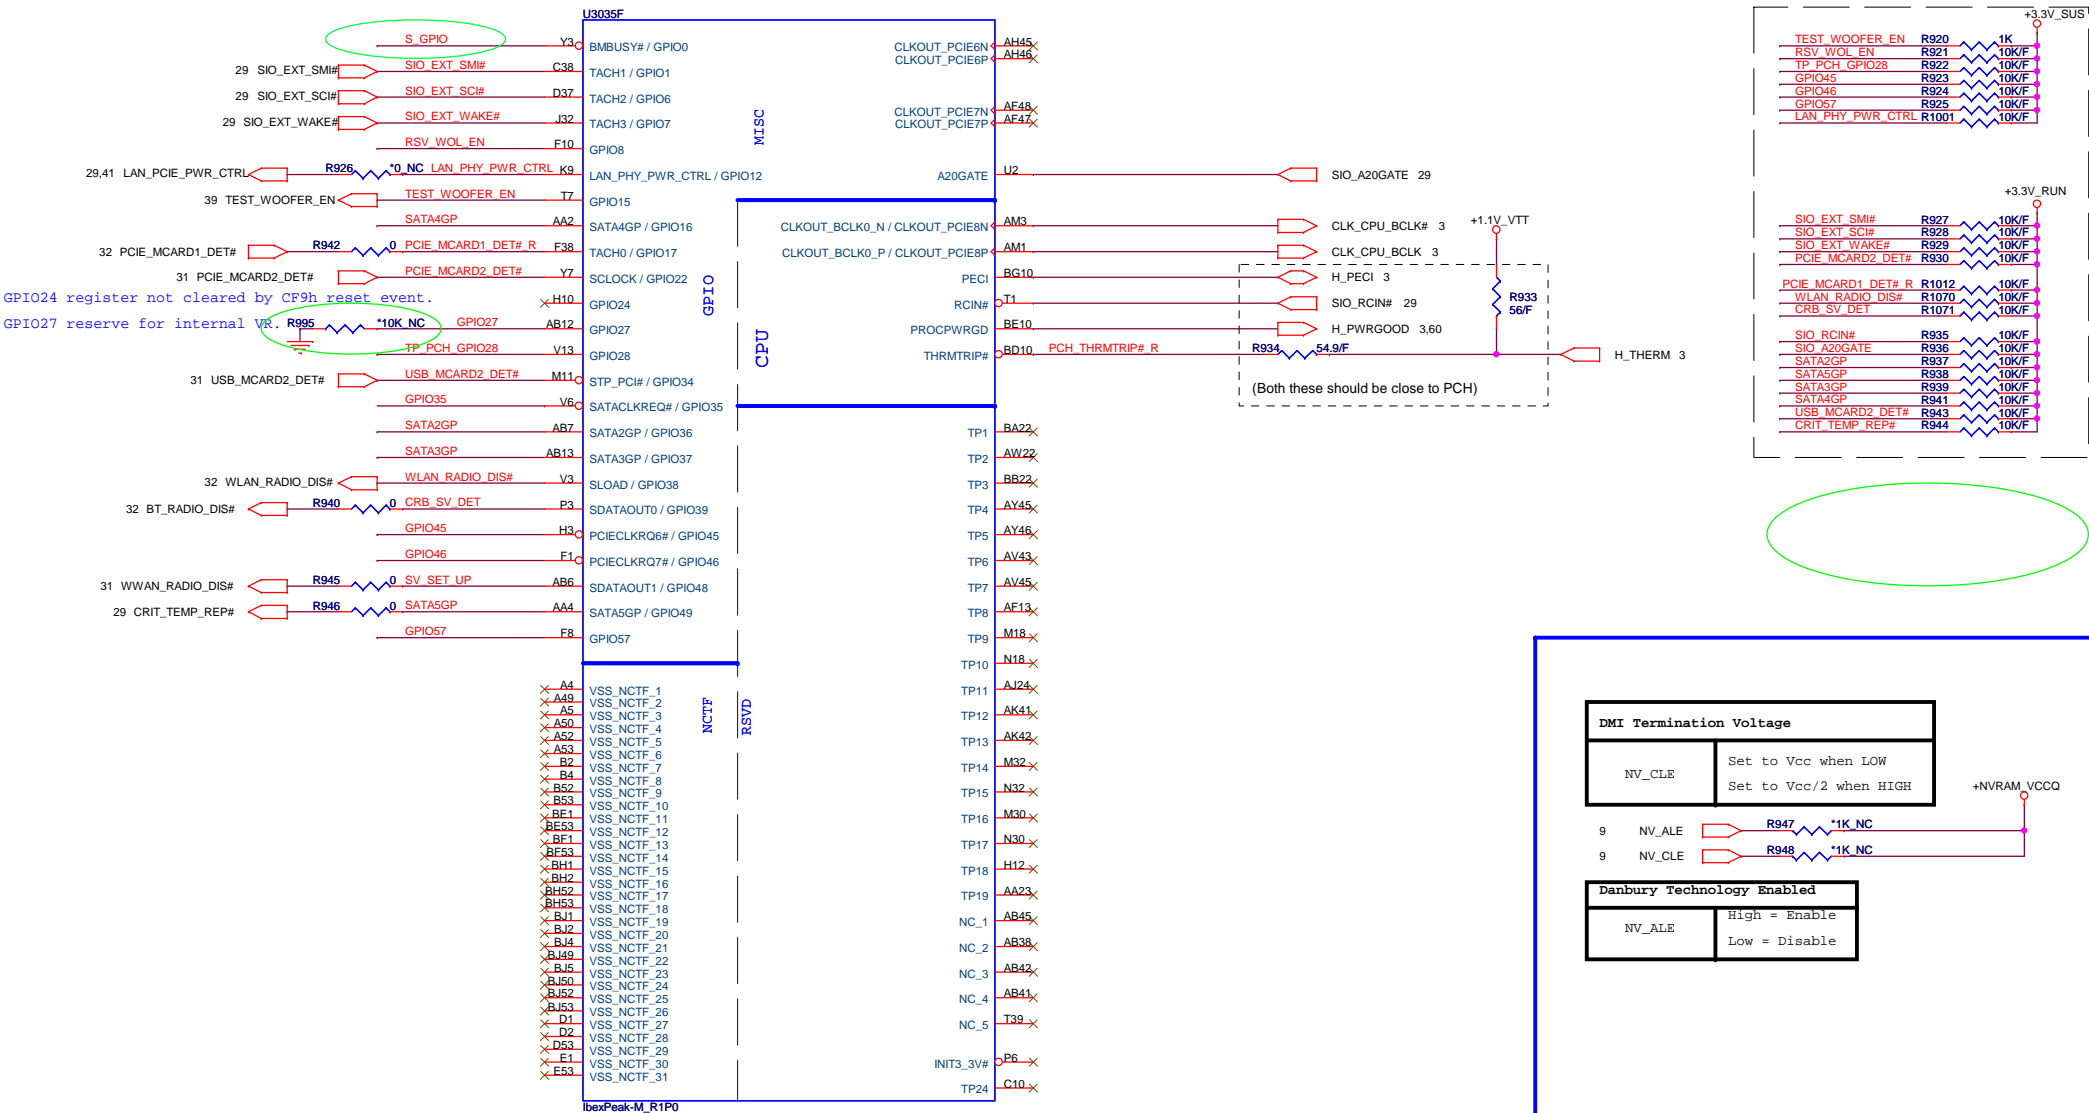 U3035F
S_GPIO Y3 BMBUSY# / GPIO0
29 SIO_EXT_SMI# SIO_EXT_SMI# C38 TACH1 / GPIO1
29 SIO_EXT_SCI# SIO_EXT_SCI# D37 TACH2 / GPIO6
29 SIO_EXT_WAKE# SIO_EXT_WAKE# J32 TACH3 / GPIO7
RSV_WOL_EN F10 GPIO8
29,41 LAN_PCIE_PWR_CTRL R926 *0_NC LAN_PHY_PWR_CTRL K9 LAN_PHY_PWR_CTRL / GPIO12
39 TEST_WOOFER_EN TEST_WOOFER_EN T7 GPIO15
SATA4GP AA2 SATA4GP / GPIO16
32 PCIE_MCARD1_DET# R942 0 PCIE_MCARD1_DET#_R F38 TACH0 / GPIO17
31 PCIE_MCARD2_DET# PCIE_MCARD2_DET# Y7 SCLOCK / GPIO22
GPIO24 register not cleared by CF9h reset event.
H10 GPIO24
GPIO27 reserve for internal VR.
R995 *10K_NC GPIO27 AB12 GPIO27
TP_PCH_GPIO28 V13 GPIO28
31 USB_MCARD2_DET# USB_MCARD2_DET# M11 STP_PCI# / GPIO34
GPIO35 V6 SATACLKREQ# / GPIO35
SATA2GP AB7 SATA2GP / GPIO36
SATA3GP AB13 SATA3GP / GPIO37
32 WLAN_RADIO_DIS# WLAN_RADIO_DIS# V3 SLOAD / GPIO38
32 BT_RADIO_DIS# R940 0 CRB_SV_DET P3 SDATAOUT0 / GPIO39
GPIO45 H3 PCIECLKRQ6# / GPIO45
GPIO46 F1 PCIECLKRQ7# / GPIO46
31 WWAN_RADIO_DIS# R945 0 SV_SET_UP AB6 SDATAOUT1 / GPIO48
29 CRIT_TEMP_REP# R946 0 SATA5GP AA4 SATA5GP / GPIO49
GPIO57 F8 GPIO57
MISC
GPIO
CPU
NCTF
RSVD
A4 VSS_NCTF_1
A49 VSS_NCTF_2
A5 VSS_NCTF_3
A50 VSS_NCTF_4
A52 VSS_NCTF_5
A53 VSS_NCTF_6
B2 VSS_NCTF_7
B4 VSS_NCTF_8
B52 VSS_NCTF_9
B53 VSS_NCTF_10
BE1 VSS_NCTF_11
BE53 VSS_NCTF_12
BF1 VSS_NCTF_13
BF53 VSS_NCTF_14
BH1 VSS_NCTF_15
BH2 VSS_NCTF_16
BH52 VSS_NCTF_17
BH53 VSS_NCTF_18
BJ1 VSS_NCTF_19
BJ2 VSS_NCTF_20
BJ4 VSS_NCTF_21
BJ49 VSS_NCTF_22
BJ5 VSS_NCTF_23
BJ50 VSS_NCTF_24
BJ52 VSS_NCTF_25
BJ53 VSS_NCTF_26
D1 VSS_NCTF_27
D2 VSS_NCTF_28
D53 VSS_NCTF_29
E1 VSS_NCTF_30
E53 VSS_NCTF_31
IbexPeak-M_R1P0
CLKOUT_PCIE6N AH45
CLKOUT_PCIE6P AH46
CLKOUT_PCIE7N AF48
CLKOUT_PCIE7P AF47
A20GATE U2 SIO_A20GATE 29
CLKOUT_BCLK0_N / CLKOUT_PCIE8N AM3 CLK_CPU_BCLK# 3
CLKOUT_BCLK0_P / CLKOUT_PCIE8P AM1 CLK_CPU_BCLK 3
PECI BG10 H_PECI 3
RCIN# T1 SIO_RCIN# 29
PROCPWRGD BE10 H_PWRGOOD 3,60
THRMTRIP# BD10 PCH_THRMTRIP#_R R934 54.9/F H_THERM 3
+1.1V_VTT
R933
56/F
(Both these should be close to PCH)
TP1 BA22
TP2 AW22
TP3 BB22
TP4 AY45
TP5 AY46
TP6 AV43
TP7 AV45
TP8 AF13
TP9 M18
TP10 N18
TP11 AJ24
TP12 AK41
TP13 AK42
TP14 M32
TP15 N32
TP16 M30
TP17 N30
TP18 H12
TP19 AA23
NC_1 AB45
NC_2 AB38
NC_3 AB42
NC_4 AB41
NC_5 T39
INIT3_3V# P6
TP24 C10
+3.3V_SUS
TEST_WOOFER_EN R920 1K
RSV_WOL_EN R921 10K/F
TP_PCH_GPIO28 R922 10K/F
GPIO45 R923 10K/F
GPIO46 R924 10K/F
GPIO57 R925 10K/F
LAN_PHY_PWR_CTRL R1001 10K/F
+3.3V_RUN
SIO_EXT_SMI# R927 10K/F
SIO_EXT_SCI# R928 10K/F
SIO_EXT_WAKE# R929 10K/F
PCIE_MCARD2_DET# R930 10K/F
PCIE_MCARD1_DET#_R R1012 10K/F
WLAN_RADIO_DIS# R1070 10K/F
CRB_SV_DET R1071 10K/F
SIO_RCIN# R935 10K/F
SIO_A20GATE R936 10K/F
SATA2GP R937 10K/F
SATA5GP R938 10K/F
SATA3GP R939 10K/F
SATA4GP R941 10K/F
USB_MCARD2_DET# R943 10K/F
CRIT_TEMP_REP# R944 10K/F
DMI Termination Voltage
NV_CLE
Set to Vcc when LOW
Set to Vcc/2 when HIGH
+NVRAM_VCCQ
9 NV_ALE R947 *1K_NC
9 NV_CLE R948 *1K_NC
Danbury Technology Enabled
NV_ALE
High = Enable
Low = Disable